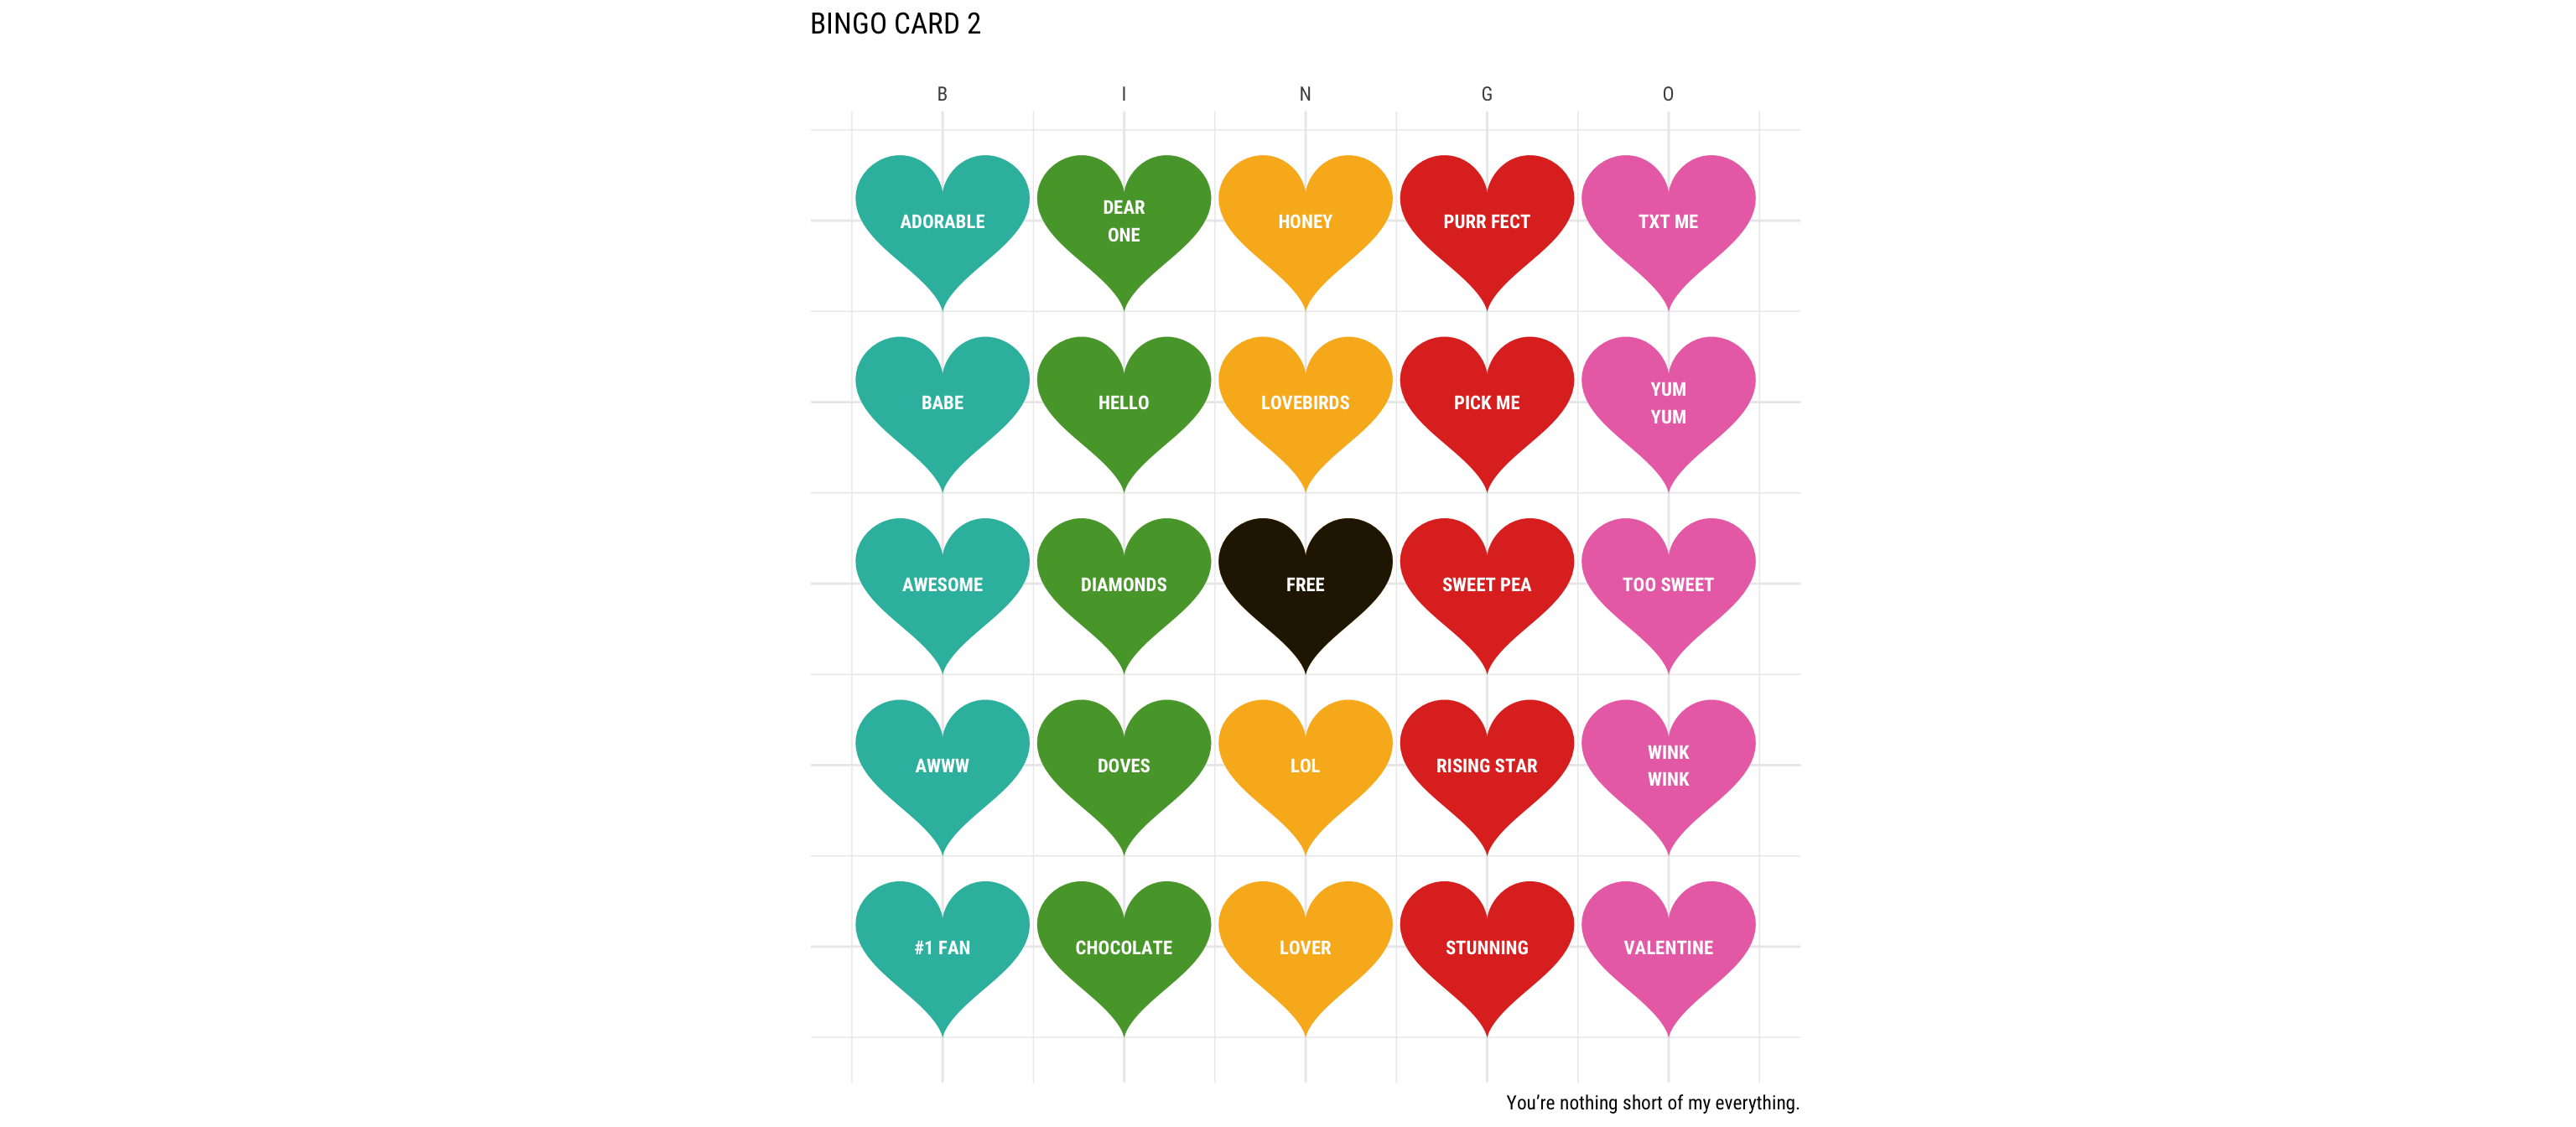 BINGO CARD 2
B I N G O
ADORABLE DEAR ONE HONEY PURR FECT TXT ME
BABE HELLO LOVEBIRDS PICK ME YUM YUM
AWESOME DIAMONDS FREE SWEET PEA TOO SWEET
AWWW DOVES LOL RISING STAR WINK WINK
#1 FAN CHOCOLATE LOVER STUNNING VALENTINE
You’re nothing short of my everything.